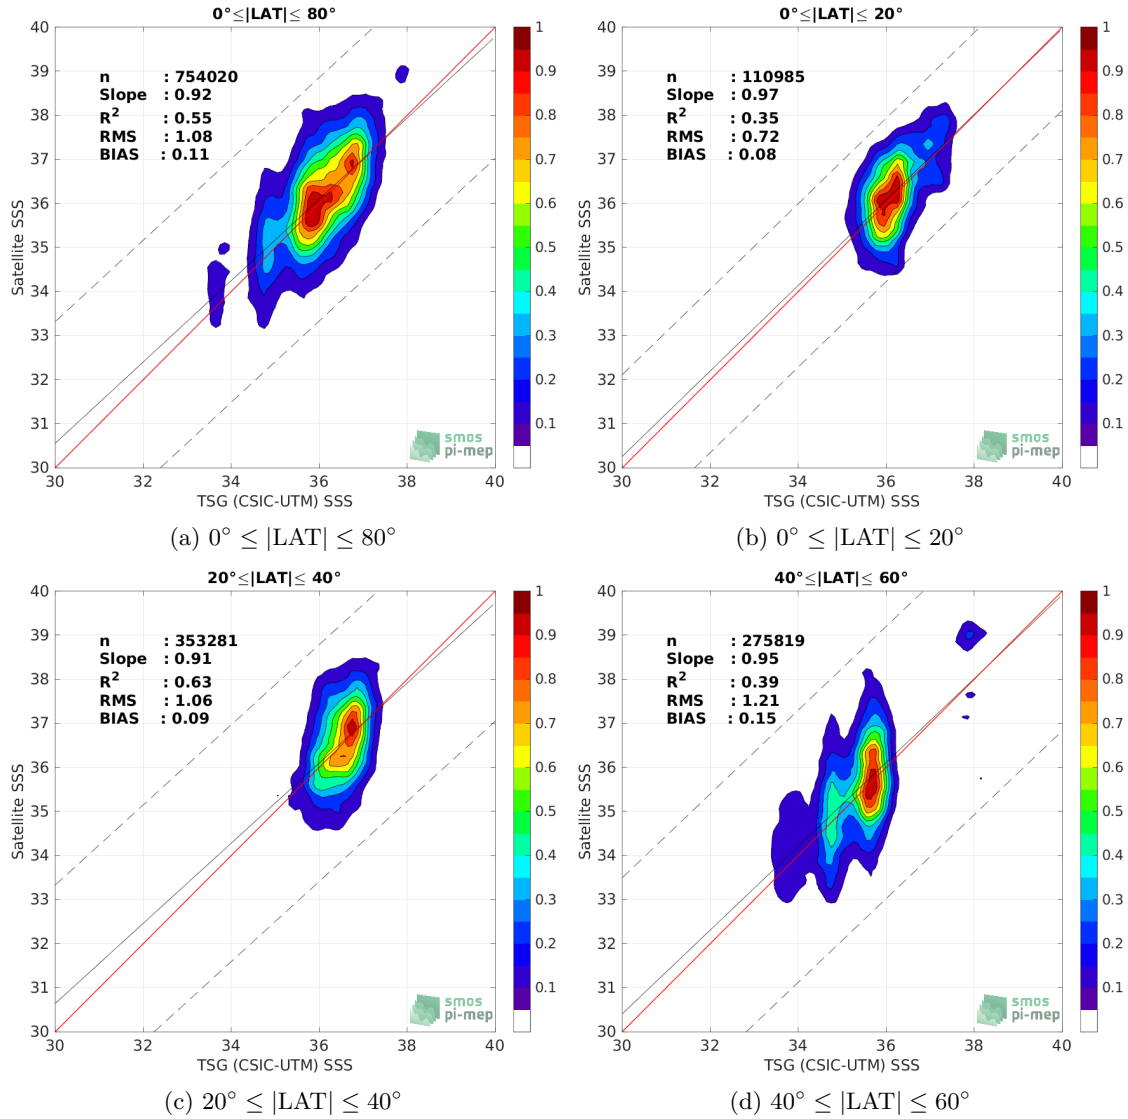 0°≤|LAT|≤ 80°
40
39
38
37
36
35
34
33
32
31
30
Satellite SSS
n : 754020
Slope : 0.92
R² : 0.55
RMS : 1.08
BIAS : 0.11
smos
pi-mep
30 32 34 36 38 40
TSG (CSIC-UTM) SSS
1
0.9
0.8
0.7
0.6
0.5
0.4
0.3
0.2
0.1
(a) 0° ≤ |LAT| ≤ 80°
0°≤|LAT|≤ 20°
40
39
38
37
36
35
34
33
32
31
30
Satellite SSS
n : 110985
Slope : 0.97
R² : 0.35
RMS : 0.72
BIAS : 0.08
smos
pi-mep
30 32 34 36 38 40
TSG (CSIC-UTM) SSS
1
0.9
0.8
0.7
0.6
0.5
0.4
0.3
0.2
0.1
(b) 0° ≤ |LAT| ≤ 20°
20°≤|LAT|≤ 40°
40
39
38
37
36
35
34
33
32
31
30
Satellite SSS
n : 353281
Slope : 0.91
R² : 0.63
RMS : 1.06
BIAS : 0.09
smos
pi-mep
30 32 34 36 38 40
TSG (CSIC-UTM) SSS
1
0.9
0.8
0.7
0.6
0.5
0.4
0.3
0.2
0.1
(c) 20° ≤ |LAT| ≤ 40°
40°≤|LAT|≤ 60°
40
39
38
37
36
35
34
33
32
31
30
Satellite SSS
n : 275819
Slope : 0.95
R² : 0.39
RMS : 1.21
BIAS : 0.15
smos
pi-mep
30 32 34 36 38 40
TSG (CSIC-UTM) SSS
1
0.9
0.8
0.7
0.6
0.5
0.4
0.3
0.2
0.1
(d) 40° ≤ |LAT| ≤ 60°